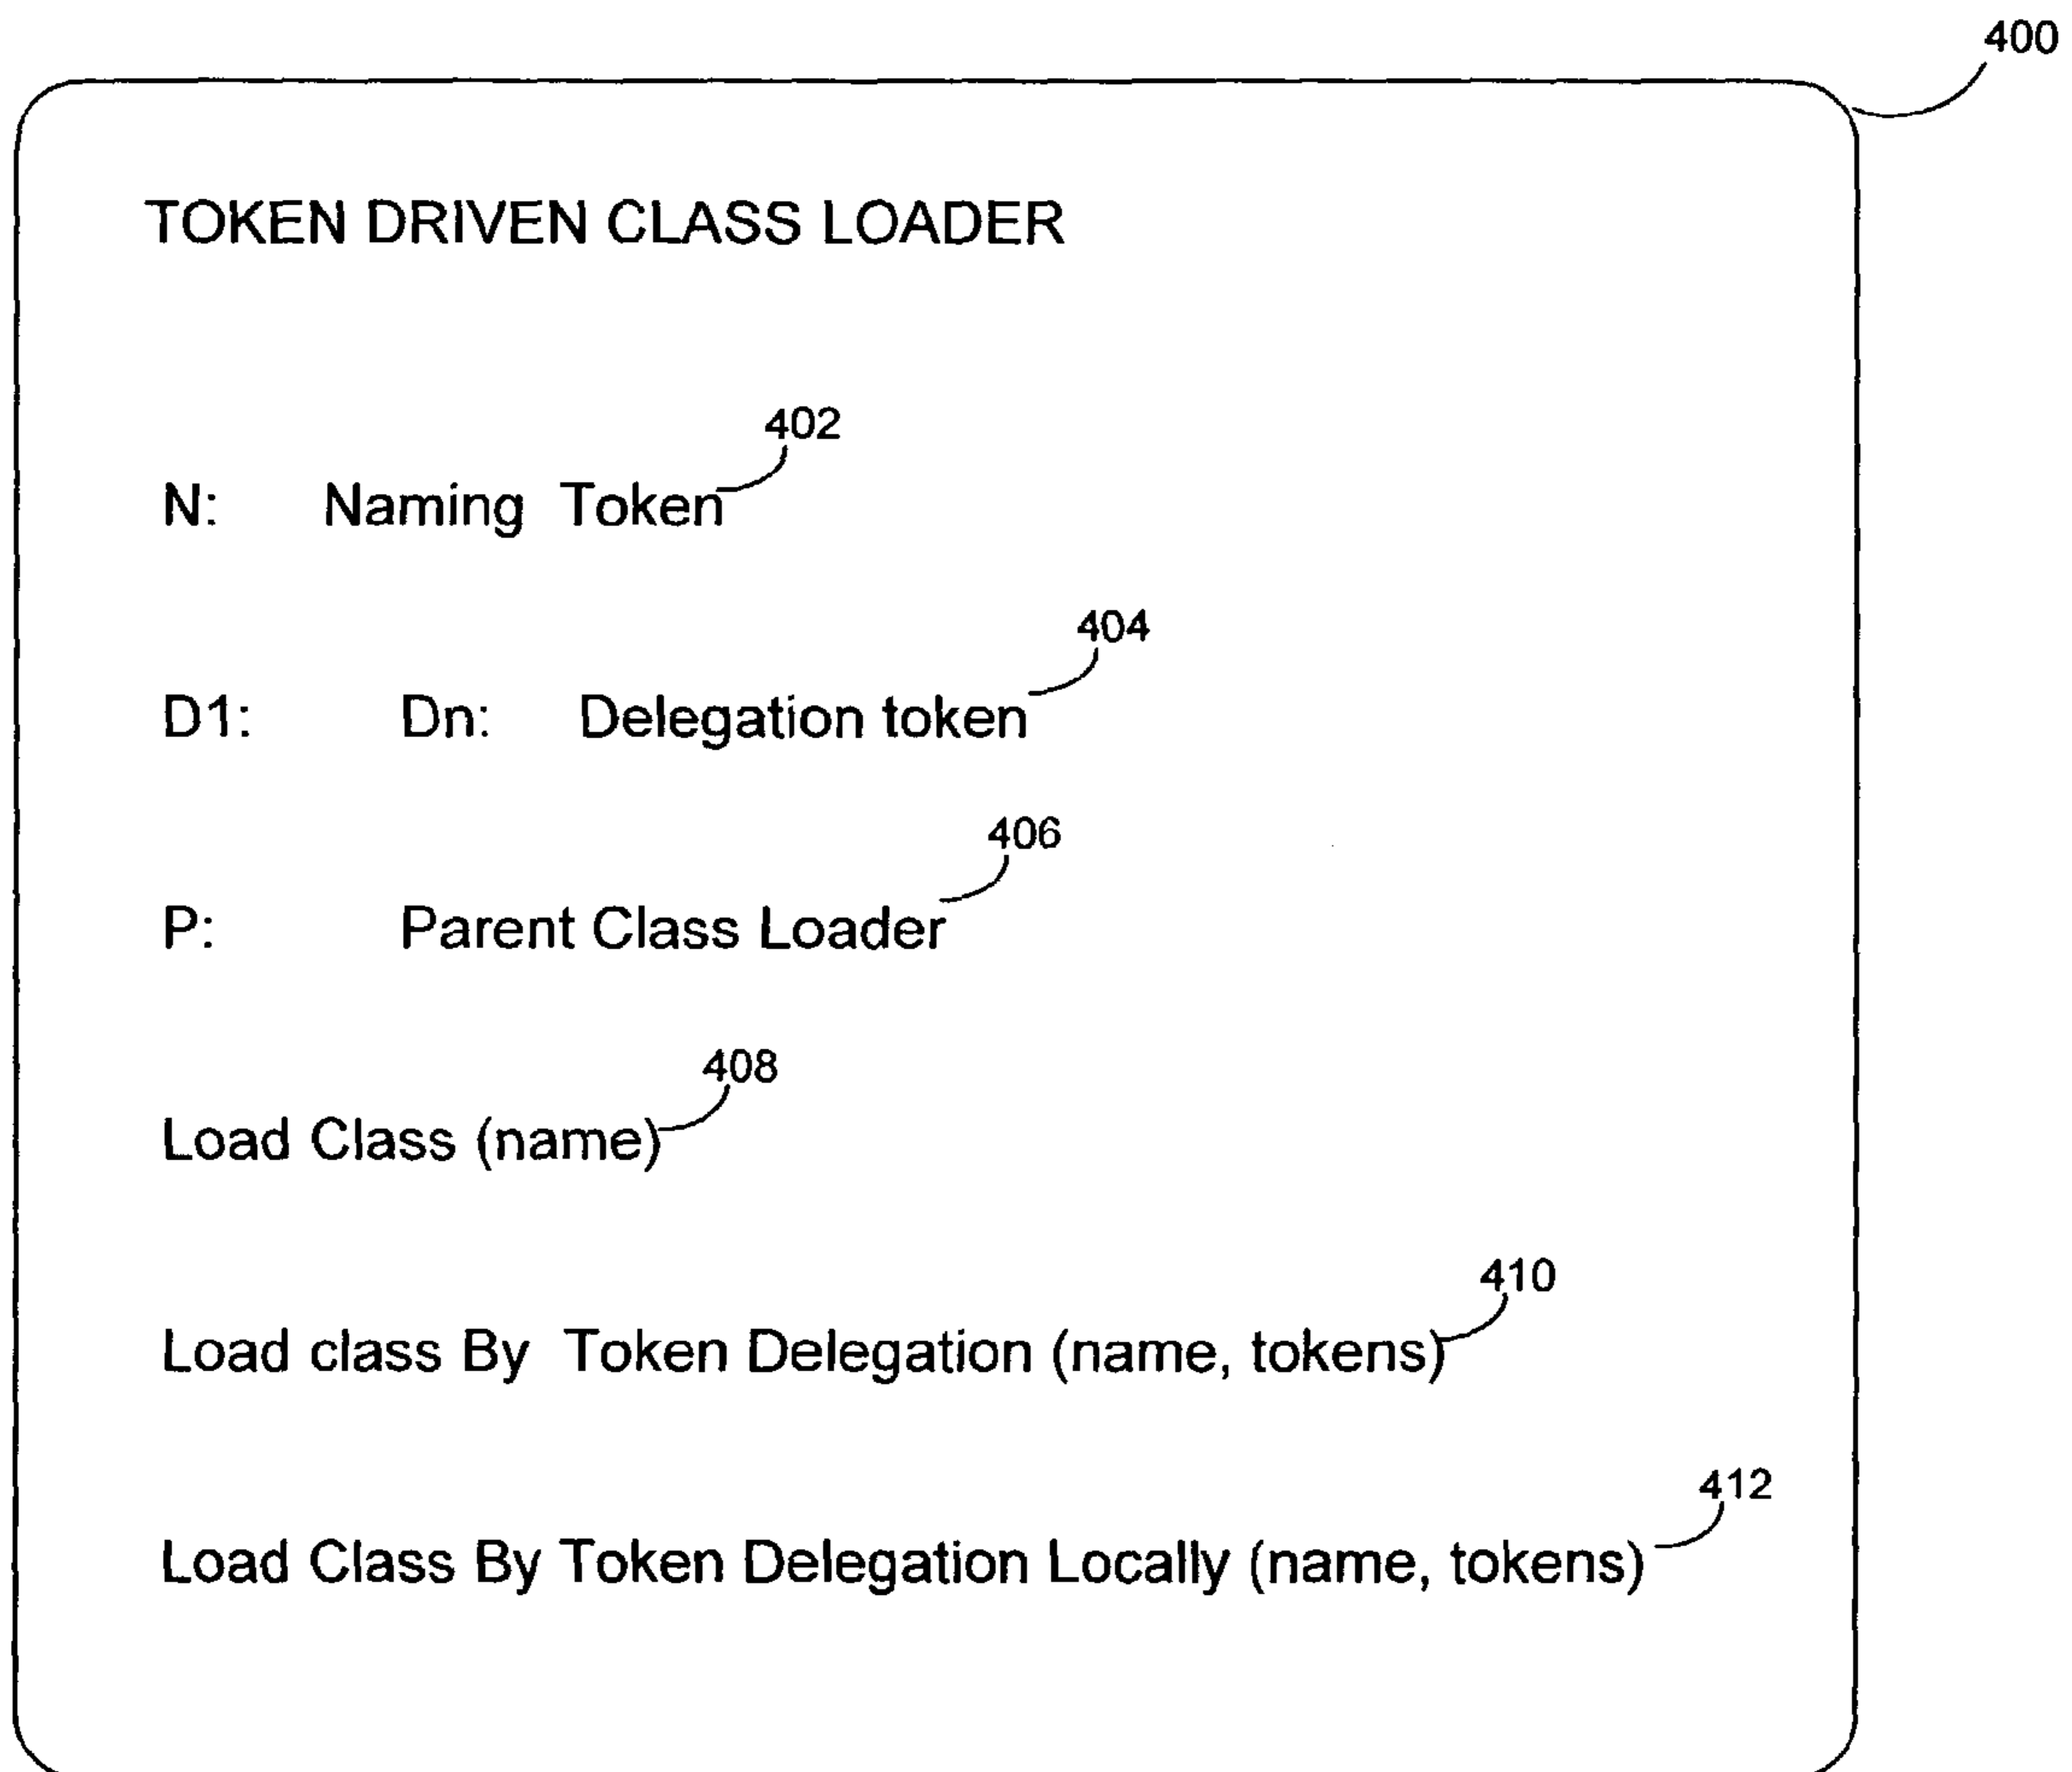 400
TOKEN DRIVEN CLASS LOADER
402
N: Naming Token
404
D1: Dn: Delegation token
406
P: Parent Class Loader
408
Load Class (name)
410
Load class By Token Delegation (name, tokens)
412
Load Class By Token Delegation Locally (name, tokens)